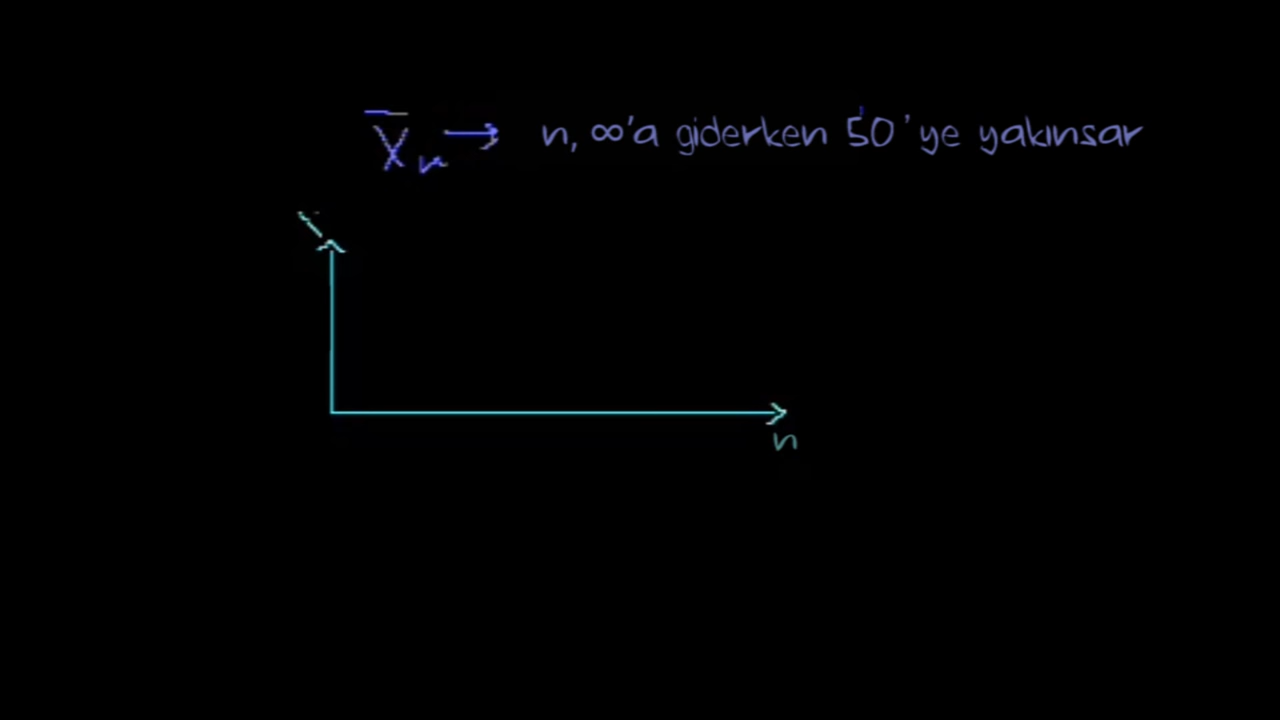 X̄ₙ → n, ∞'a giderken 50'ye yakınsar
n